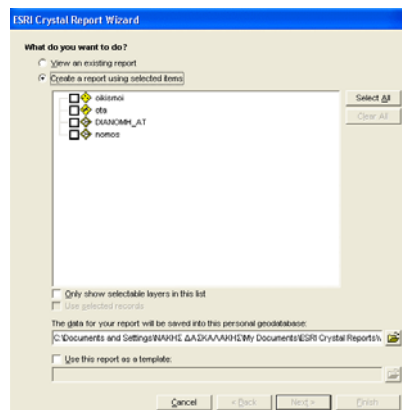 ESRI Crystal Report Wizard
What do you want to do?
View an existing report
Create a report using selected items
oikismoi
ota
DIANOMH_AT
nomos
Select All
Clear All
Only show selectable layers in this list
Use selected records
The data for your report will be saved into this personal geodatabase:
C:\Documents and Settings\ΝΑΚΗΣ ΔΑΣΚΑΛΑΚΗΣ\My Documents\ESRI Crystal Reports\
Use this report as a template:
Cancel
< Back
Next >
Finish